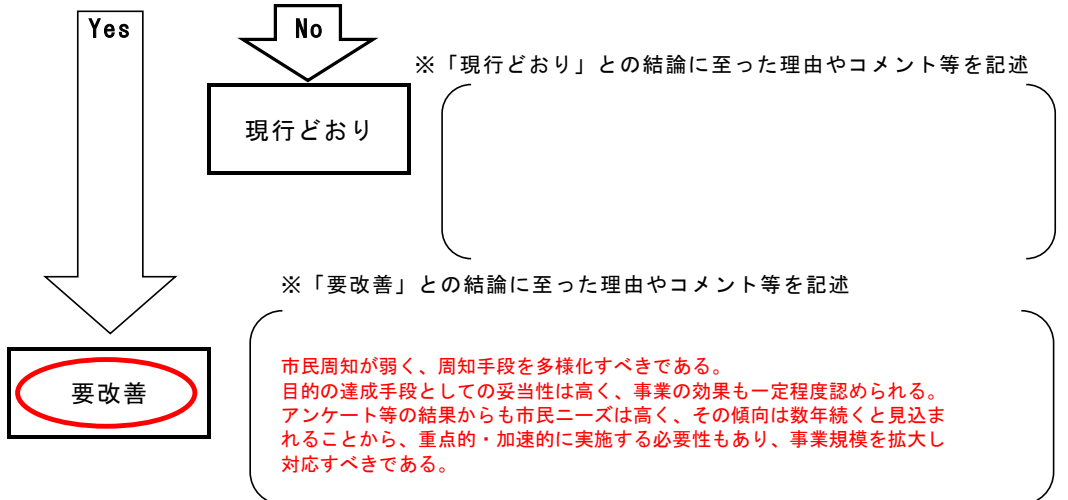 Yes
No
※「現行どおり」との結論に至った理由やコメント等を記述
現行どおり
※「要改善」との結論に至った理由やコメント等を記述
要改善
市民周知が弱く、周知手段を多様化すべきである。
目的の達成手段としての妥当性は高く、事業の効果も一定程度認められる。
アンケート等の結果からも市民ニーズは高く、その傾向は数年続くと見込ま
れることから、重点的・加速的に実施する必要性もあり、事業規模を拡大し
対応すべきである。